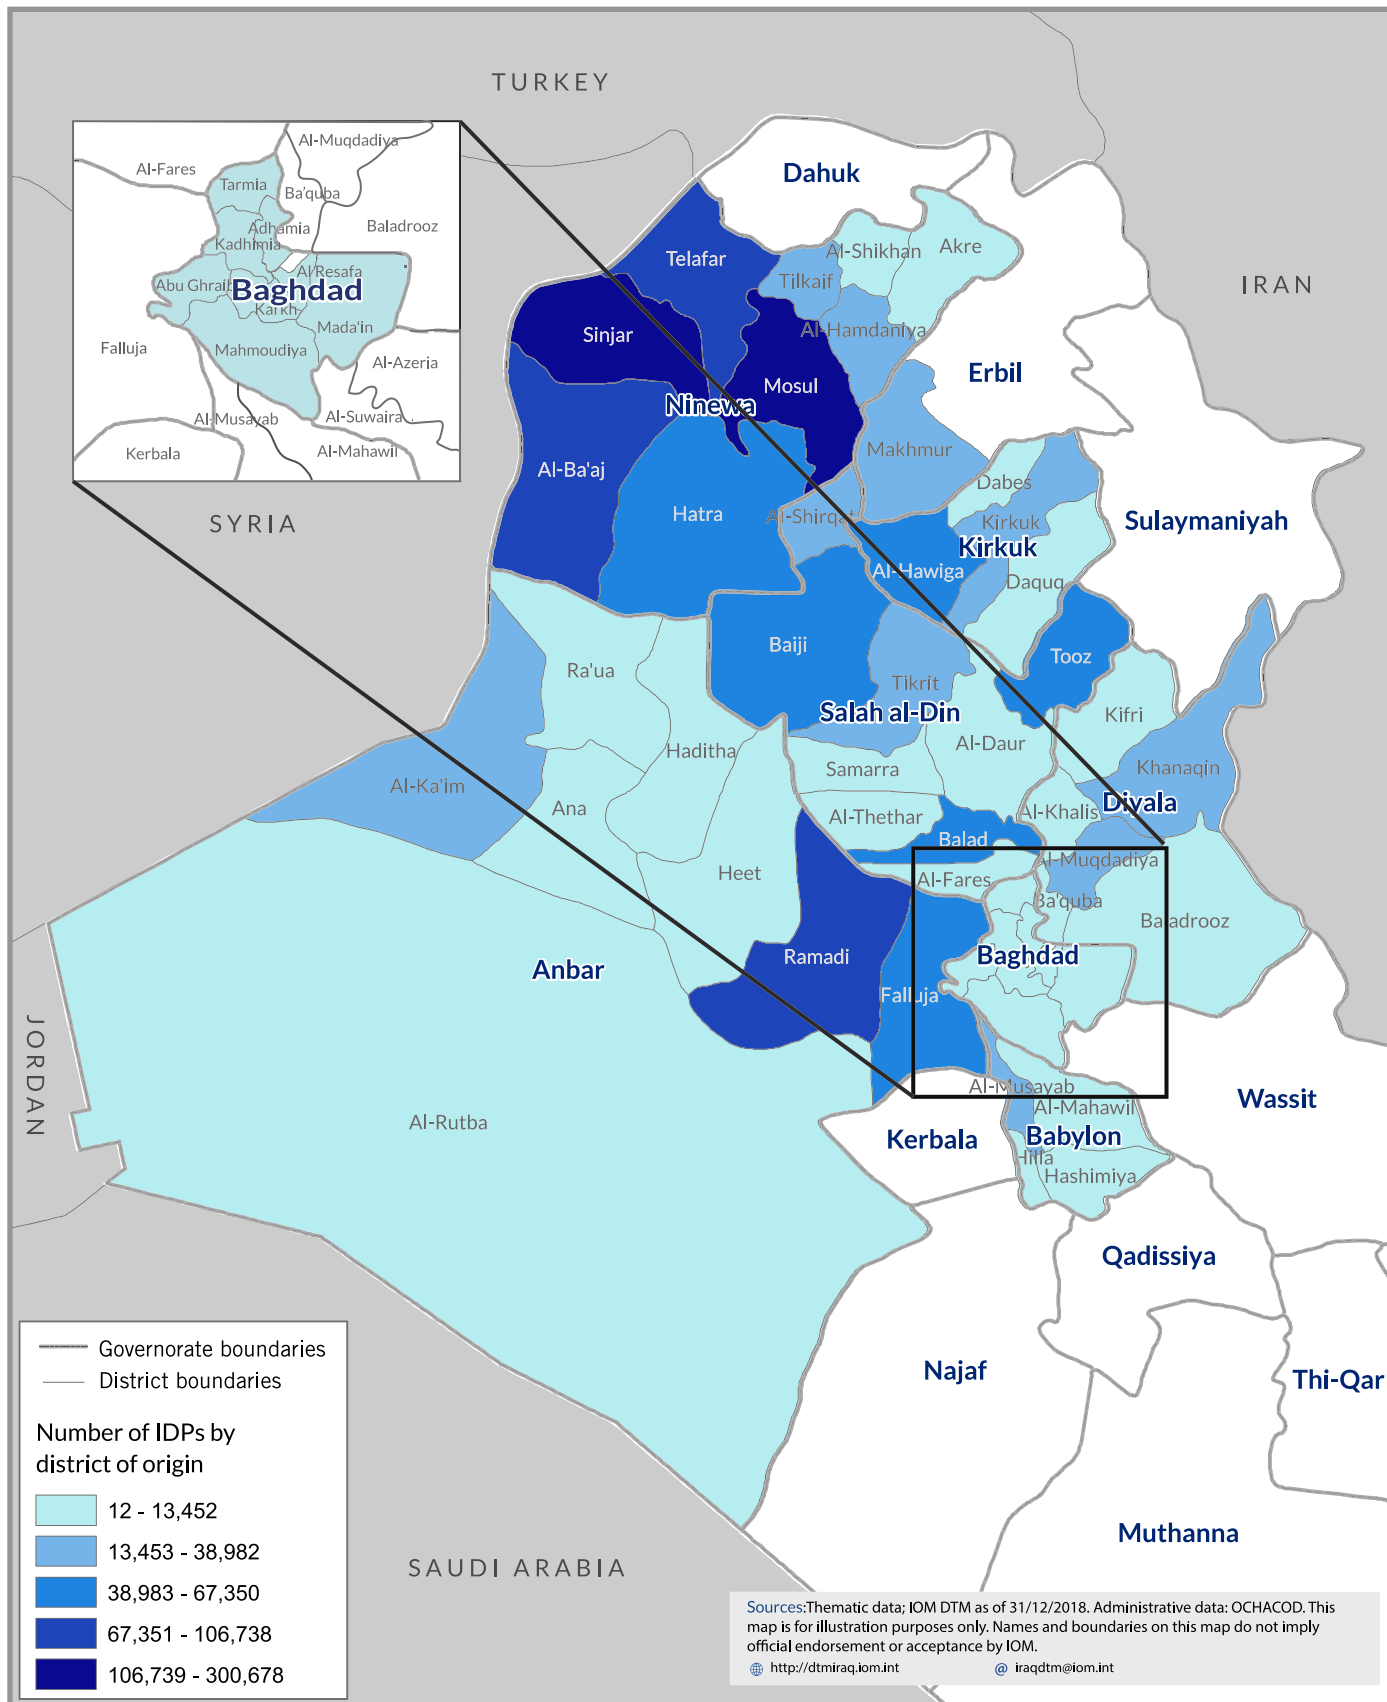 TURKEY
Al-Muqdadiya
Al-Fares
Tarmia
Ba'quba
Adhamia
Baladrooz
Kadhimia
Al Resafa
Abu Ghraib
Baghdad
Karkh
Mada'in
Falluja
Mahmoudiya
Al-Azeria
Al-Musayab
Al-Suwaira
Kerbala
Al-Mahawil
Dahuk
Telafar
Al-Shikhan
Akre
Tilkaif
IRAN
Sinjar
Al-Hamdaniya
Mosul
Erbil
Ninewa
Makhmur
Al-Ba'aj
Dabes
Hatra
Al-Shirqat
Kirkuk
Sulaymaniyah
SYRIA
Kirkuk
Al-Hawiga
Daquq
Baiji
Tooz
Ra'ua
Tikrit
Salah al-Din
Kifri
Al-Daur
Haditha
Samarra
Khanaqin
Al-Ka'im
Diyala
Ana
Al-Thethar
Al-Khalis
Balad
Al-Muqdadiya
Heet
Al-Fares
Ba'quba
Baladrooz
Ramadi
Baghdad
Anbar
Falluja
JORDAN
Al-Musayab
Wassit
Al-Mahawil
Al-Rutba
Kerbala
Babylon
Hilla
Hashimiya
Qadissiya
Najaf
Thi-Qar
Muthanna
SAUDI ARABIA
Governorate boundaries
District boundaries
Number of IDPs by
district of origin
12 - 13,452
13,453 - 38,982
38,983 - 67,350
67,351 - 106,738
106,739 - 300,678
Sources:Thematic data; IOM DTM as of 31/12/2018. Administrative data: OCHACOD. This
map is for illustration purposes only. Names and boundaries on this map do not imply
official endorsement or acceptance by IOM.
http://dtmiraq.iom.int @ iraqdtm@iom.int